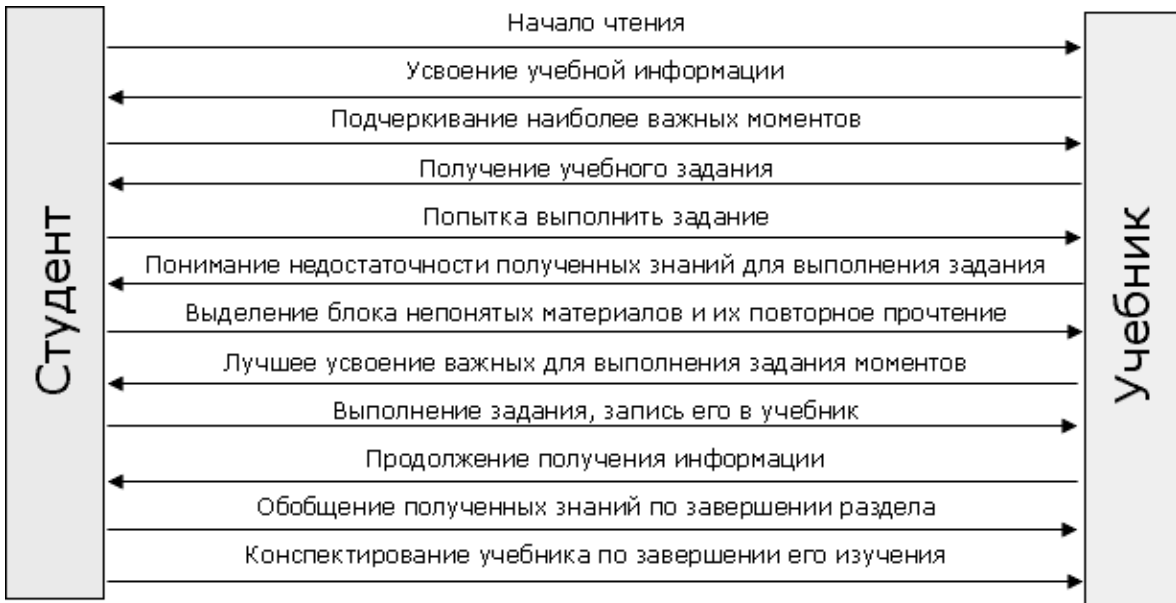 Студент
Начало чтения
Усвоение учебной информации
Подчеркивание наиболее важных моментов
Получение учебного задания
Попытка выполнить задание
Понимание недостаточности полученных знаний для выполнения задания
Выделение блока непонятых материалов и их повторное прочтение
Лучшее усвоение важных для выполнения задания моментов
Выполнение задания, запись его в учебник
Продолжение получения информации
Обобщение полученных знаний по завершении раздела
Конспектирование учебника по завершении его изучения
Учебник